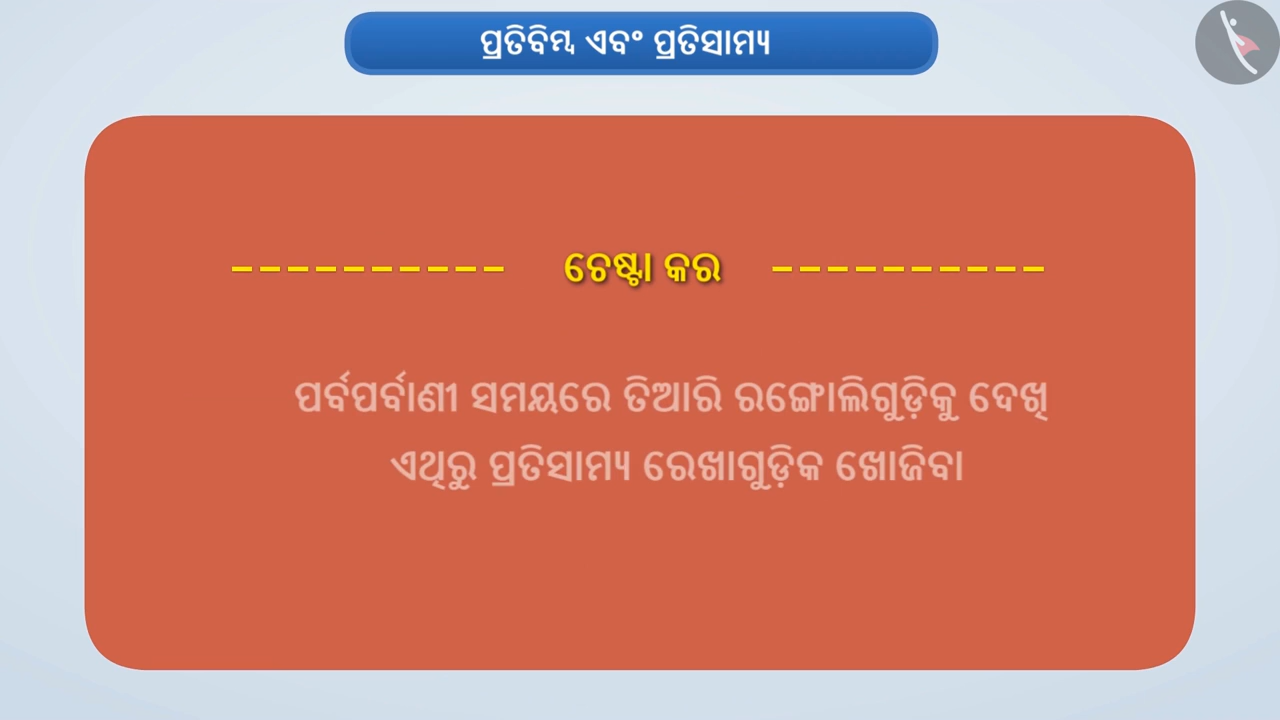 ପ୍ରତିବିମ୍ବ ଏବଂ ପ୍ରତିସାମ୍ୟ
ଚେଷ୍ଟା କର
ପର୍ବପର୍ବାଣୀ ସମୟରେ ତିଆରି ରଙ୍ଗୋଲିଗୁଡ଼ିକୁ ଦେଖି
ଏଥିରୁ ପ୍ରତିସାମ୍ୟ ରେଖାଗୁଡ଼ିକ ଖୋଜିବା